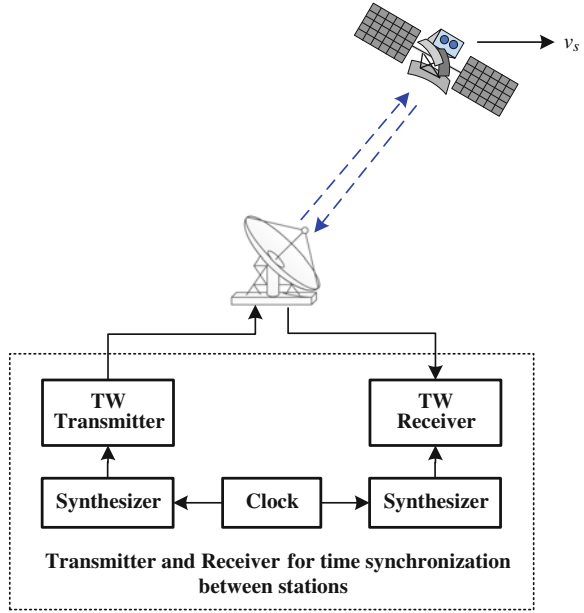 v_s
TW
Transmitter
TW
Receiver
Synthesizer
Clock
Synthesizer
Transmitter and Receiver for time synchronization
between stations